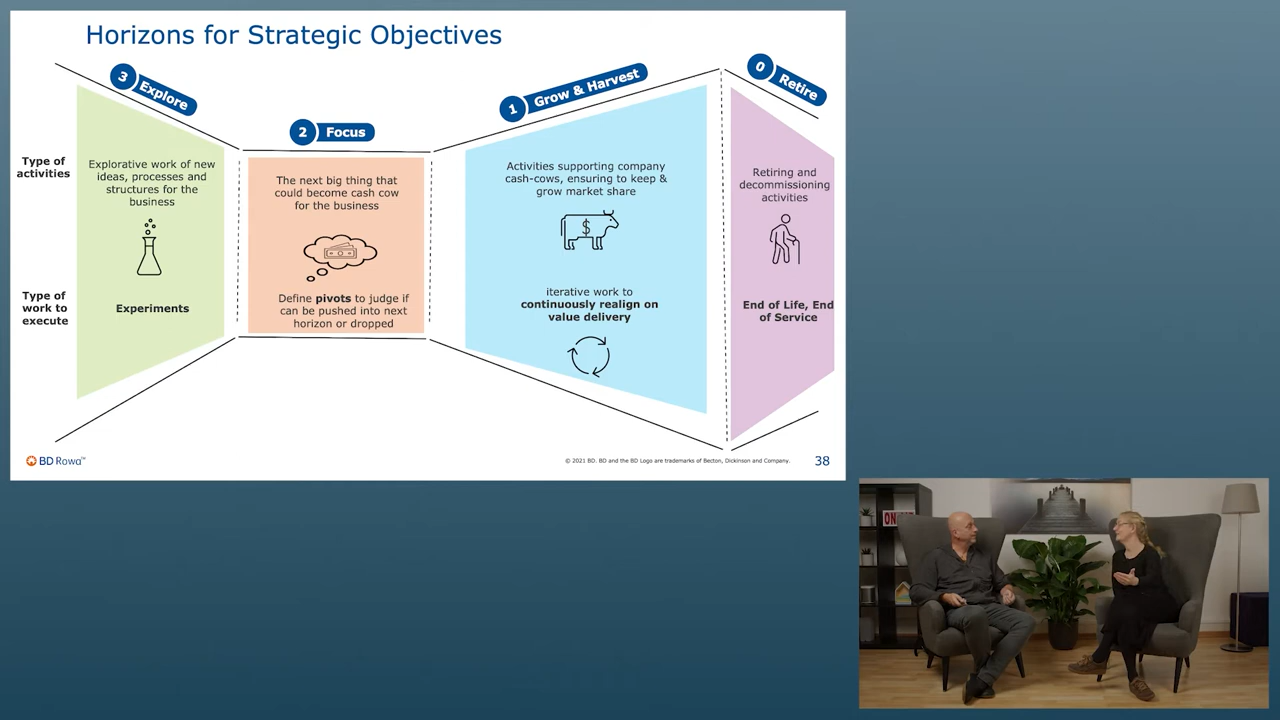 Horizons for Strategic Objectives
3 Explore
2 Focus
1 Grow & Harvest
0 Retire
Type of
activities
Explorative work of new
ideas, processes and
structures for the
business
The next big thing that
could become cash cow
for the business
Activities supporting company
cash-cows, ensuring to keep &
grow market share
$
Retiring and
decommissioning
activities
Type of
work to
execute
Experiments
Define pivots to judge if
can be pushed into next
horizon or dropped
iterative work to
continuously realign on
value delivery
End of Life, End
of Service
BD Rowa™
© 2021 BD. BD and the BD Logo are trademarks of Becton, Dickinson and Company.
38